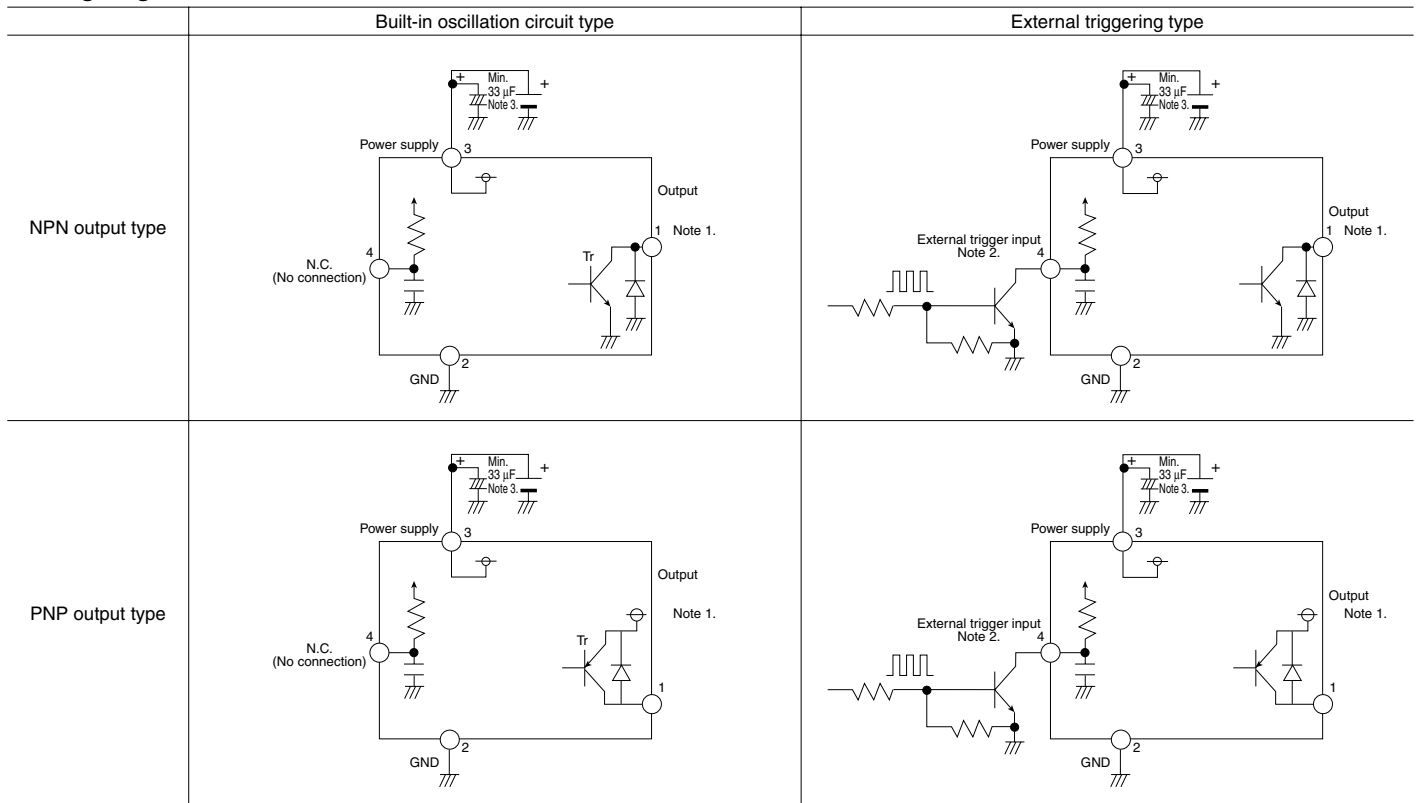 Built-in oscillation circuit type
External triggering type
NPN output type
+ Min. +
33 µF
Note 3.
Power supply 3
Output
1 Note 1.
Tr
4
N.C.
(No connection)
2
GND
+ Min. +
33 µF
Note 3.
Power supply 3
Output
1 Note 1.
External trigger input
Note 2. 4
2
GND
PNP output type
+ Min. +
33 µF
Note 3.
Power supply 3
Output
Note 1.
Tr
4
N.C.
(No connection)
1
2
GND
+ Min. +
33 µF
Note 3.
Power supply 3
Output
Note 1.
External trigger input
Note 2. 4
1
2
GND